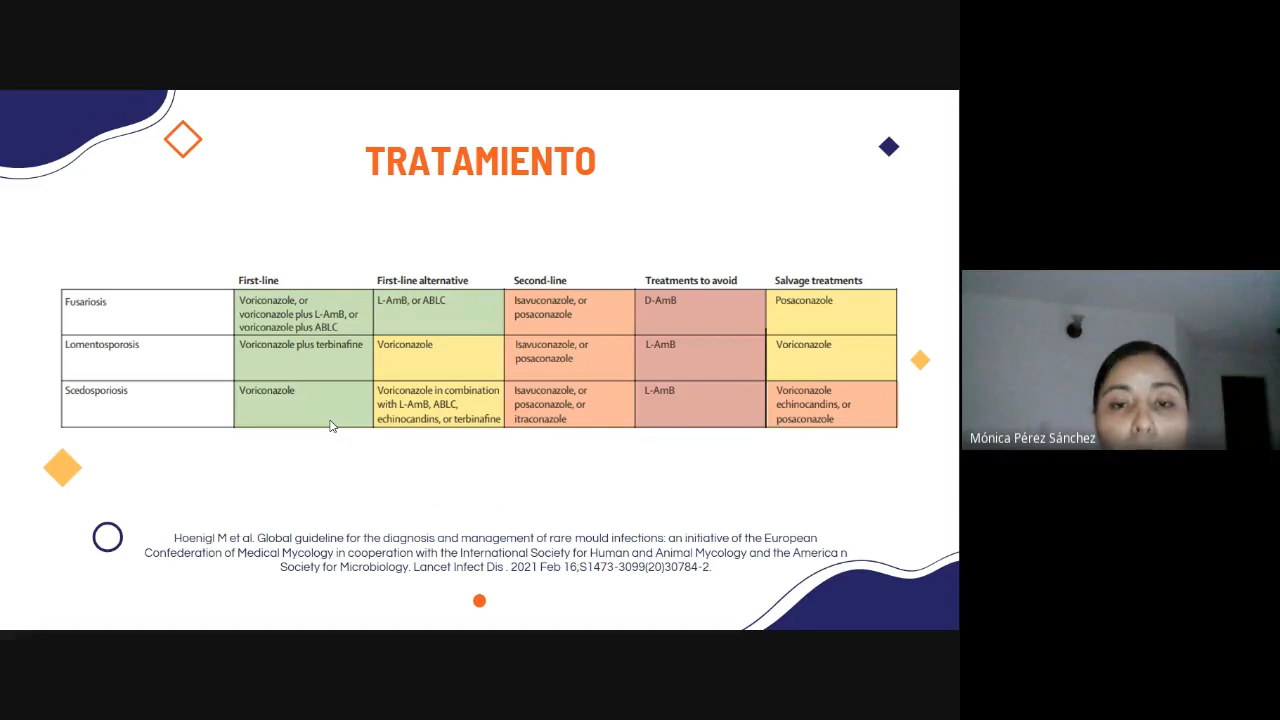 TRATAMIENTO
First-line First-line alternative Second-line Treatments to avoid Salvage treatments
Fusariosis
Voriconazole, or
voriconazole plus L-AmB, or
voriconazole plus ABLC
L-AmB, or ABLC
Isavuconazole, or
posaconazole
D-AmB
Posaconazole
Lomentosporosis
Voriconazole plus terbinafine
Voriconazole
Isavuconazole, or
posaconazole
L-AmB
Voriconazole
Scedosporiosis
Voriconazole
Voriconazole in combination
with L-AmB, ABLC,
echinocandins, or terbinafine
Isavuconazole, or
posaconazole, or
itraconazole
L-AmB
Voriconazole
echinocandins, or
posaconazole
Hoenigl M et al. Global guideline for the diagnosis and management of rare mould infections: an initiative of the European
Confederation of Medical Mycology in cooperation with the International Society for Human and Animal Mycology and the America n
Society for Microbiology. Lancet Infect Dis . 2021 Feb 16;S1473-3099(20)30784-2.
Mónica Pérez Sánchez